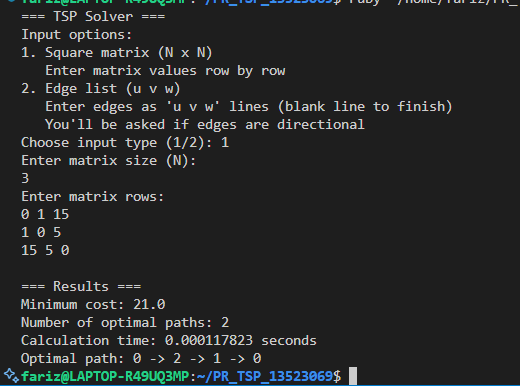 fariz@LAPTOP-R49UQ3MP:~/PR_TSP_13523069$ ruby "/home/fariz/PR_
=== TSP Solver ===
Input options:
1. Square matrix (N x N)
   Enter matrix values row by row
2. Edge list (u v w)
   Enter edges as 'u v w' lines (blank line to finish)
   You'll be asked if edges are directional
Choose input type (1/2): 1
Enter matrix size (N):
3
Enter matrix rows:
0 1 15
1 0 5
15 5 0

=== Results ===
Minimum cost: 21.0
Number of optimal paths: 2
Calculation time: 0.000117823 seconds
Optimal path: 0 -> 2 -> 1 -> 0
fariz@LAPTOP-R49UQ3MP:~/PR_TSP_13523069$